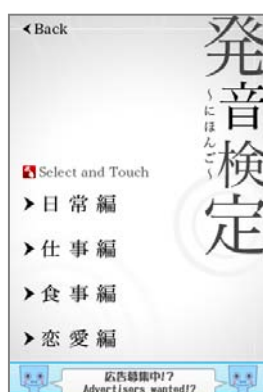 Back
発音検定
～にほんご～
Select and Touch
日常編
仕事編
食事編
恋愛編
広告募集中!?
Advertisers wanted!?